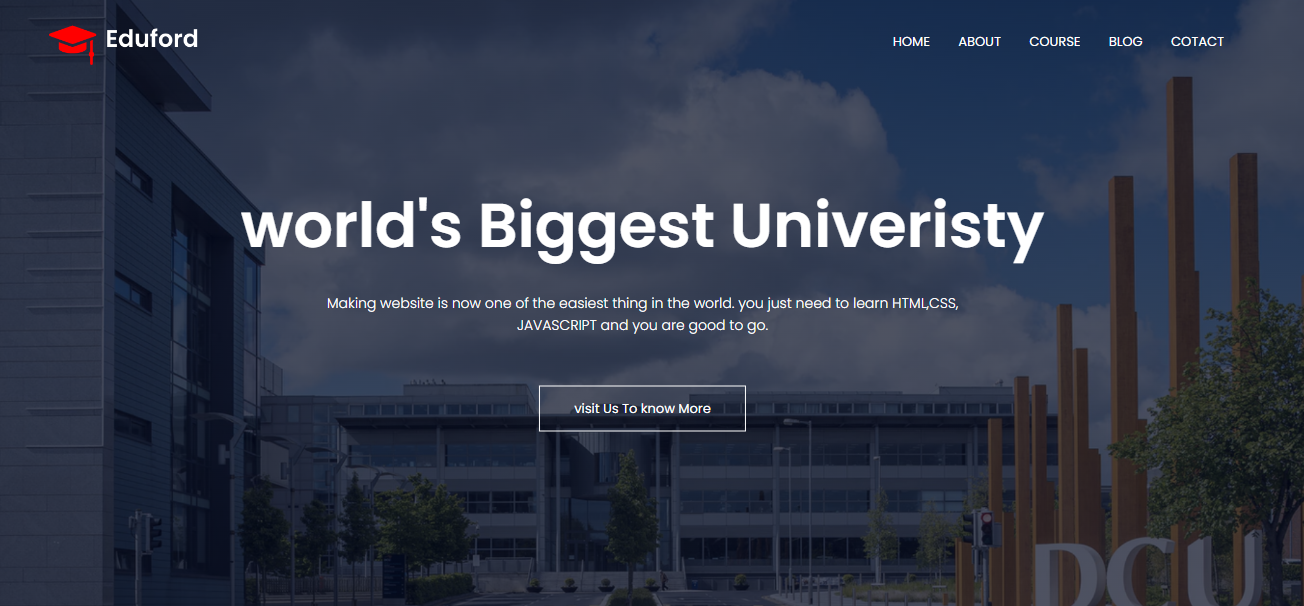 Eduford
HOME ABOUT COURSE BLOG COTACT
world's Biggest Univeristy
Making website is now one of the easiest thing in the world. you just need to learn HTML,CSS,
JAVASCRIPT and you are good to go.
visit Us To know More
DCU